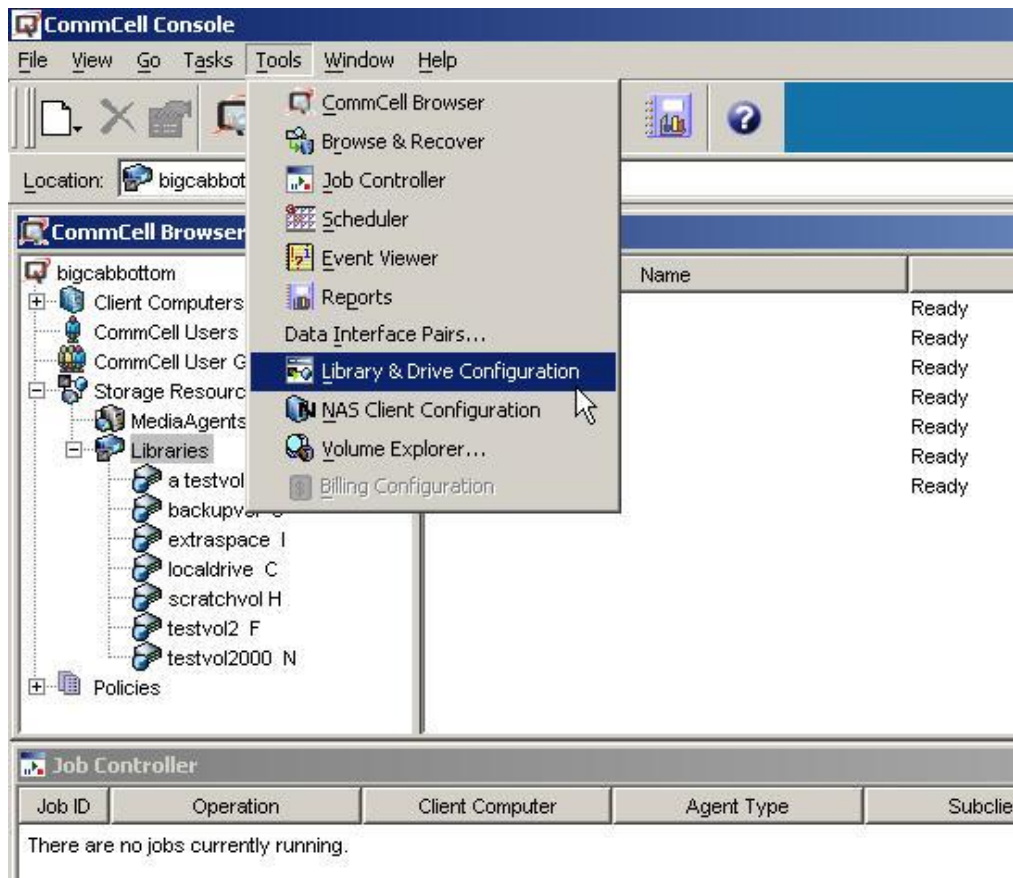 CommCell Console
File View Go Tasks Tools Window Help
CommCell Browser
Browse & Recover
Job Controller
Scheduler
Event Viewer
Reports
Data Interface Pairs...
Library & Drive Configuration
NAS Client Configuration
Volume Explorer...
Billing Configuration
Location: bigcabbot
CommCell Browser
bigcabbottom
Client Computers
CommCell Users
CommCell User G
Storage Resourc
MediaAgents
Libraries
a testvol
backupvol
extraspace I
localdrive C
scratchvol H
testvol2 F
testvol2000 N
Policies
Name
Ready
Ready
Ready
Ready
Ready
Ready
Ready
Job Controller
Job ID Operation Client Computer Agent Type Subclie
There are no jobs currently running.